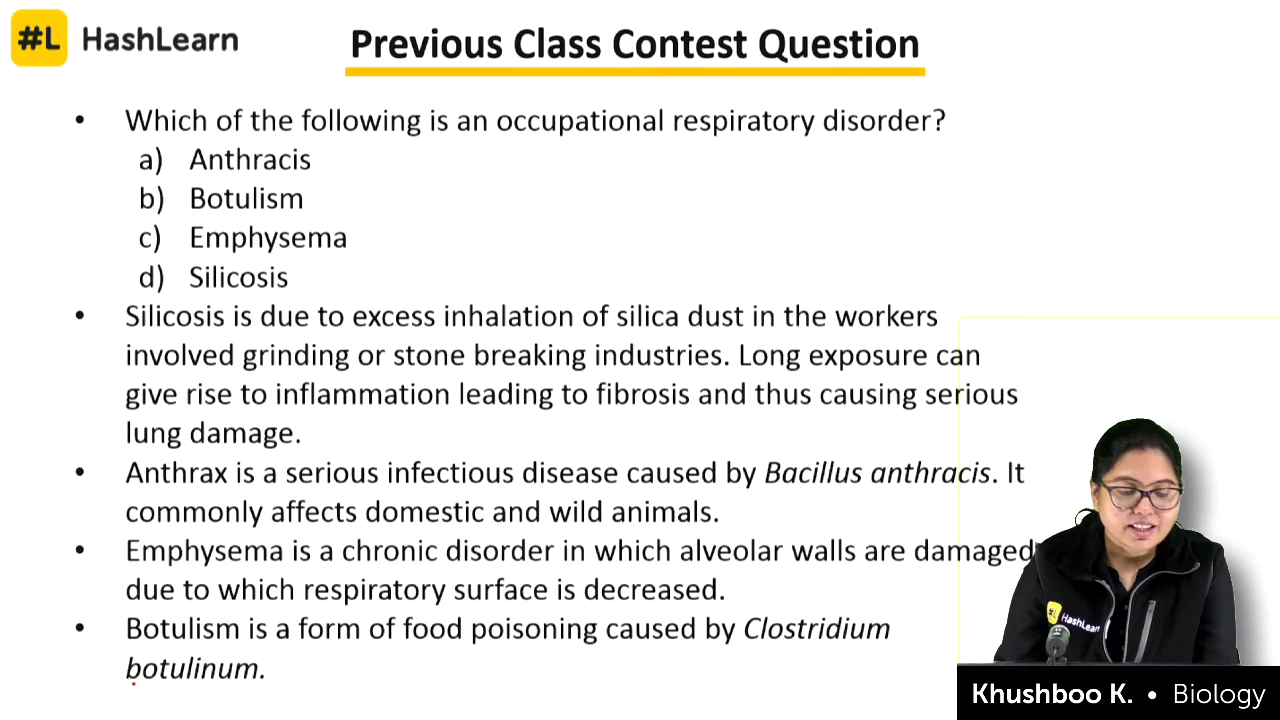 #L HashLearn
Previous Class Contest Question
• Which of the following is an occupational respiratory disorder?
a) Anthracis
b) Botulism
c) Emphysema
d) Silicosis
• Silicosis is due to excess inhalation of silica dust in the workers
involved grinding or stone breaking industries. Long exposure can
give rise to inflammation leading to fibrosis and thus causing serious
lung damage.
• Anthrax is a serious infectious disease caused by Bacillus anthracis. It
commonly affects domestic and wild animals.
• Emphysema is a chronic disorder in which alveolar walls are damaged
due to which respiratory surface is decreased.
• Botulism is a form of food poisoning caused by Clostridium
botulinum.
#L HashLearn
Khushboo K. • Biology